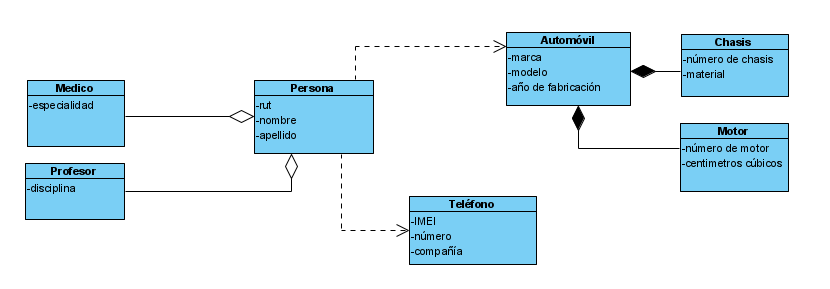 Medico
-especialidad
Profesor
-disciplina
Persona
-rut
-nombre
-apellido
Automóvil
-marca
-modelo
-año de fabricación
Chasis
-número de chasis
-material
Motor
-número de motor
-centimetros cúbicos
Teléfono
-IMEI
-número
-compañía